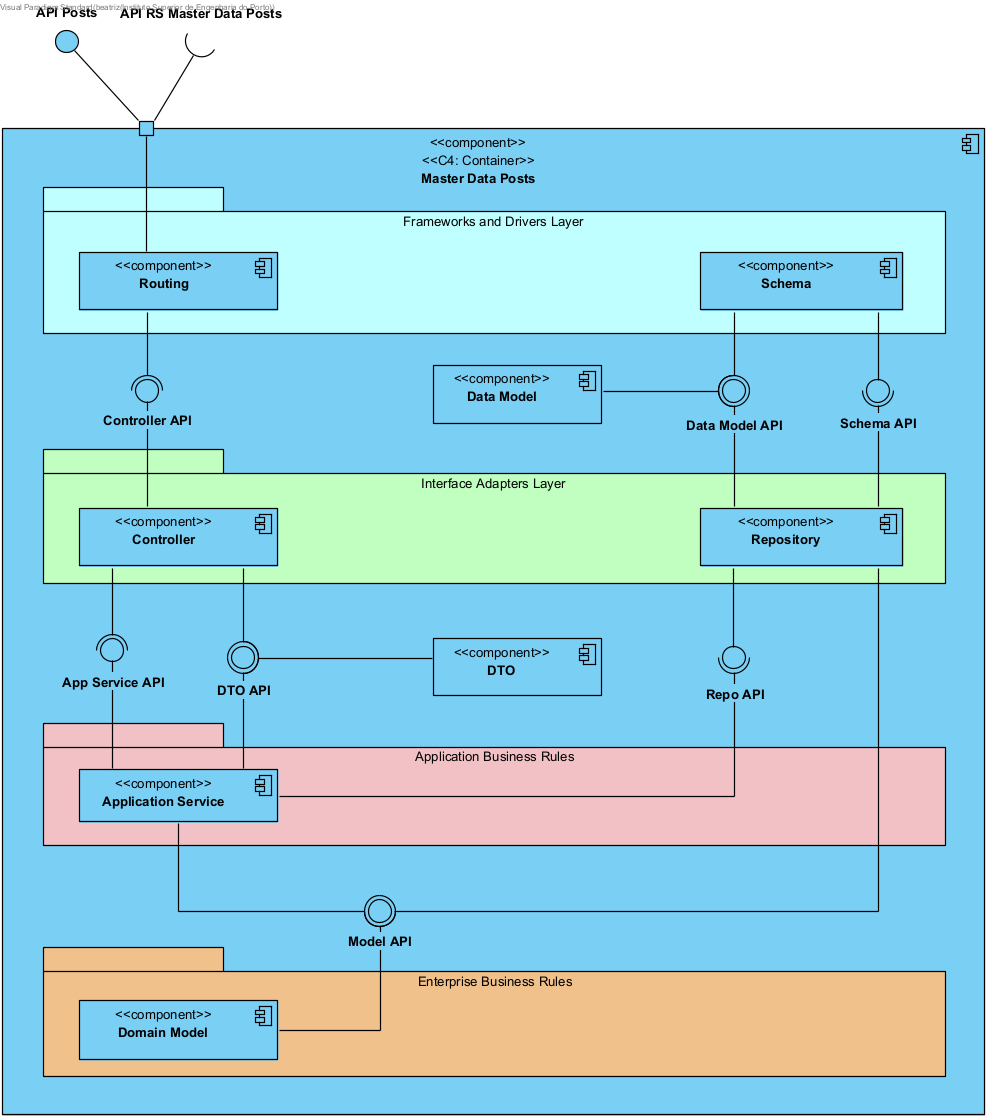 Visual Paradigm Standard(beatriz(Instituto Superior de Engenharia do Porto))
API Posts
API RS Master Data Posts
<<component>>
<<C4: Container>>
Master Data Posts
Frameworks and Drivers Layer
<<component>>
Routing
<<component>>
Schema
<<component>>
Data Model
Controller API
Data Model API
Schema API
Interface Adapters Layer
<<component>>
Controller
<<component>>
Repository
<<component>>
DTO
App Service API
DTO API
Repo API
Application Business Rules
<<component>>
Application Service
Model API
Enterprise Business Rules
<<component>>
Domain Model